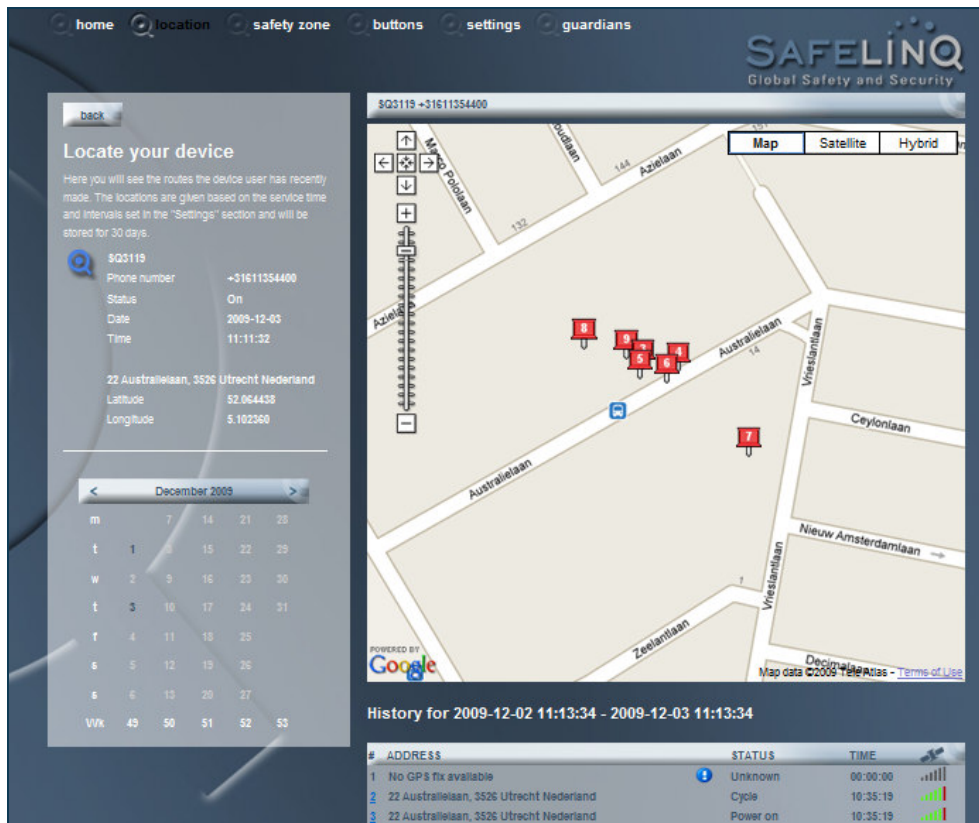 home location safety zone buttons settings guardians
SAFELINQ
Global Safety and Security
back
Locate your device
Here you will see the routes the device user has recently
made. The locations are given based on the service time
and intervals set in the "Settings" section and will be
stored for 30 days.
SQ3119
Phone number +31611354400
Status On
Date 2009-12-03
Time 11:11:32
22 Australielaan, 3526 Utrecht Nederland
Latitude 52.064438
Longitude 5.102360
< December 2009 >
m 7 14 21 28
t 1 8 15 22 29
w 2 9 16 23 30
t 3 10 17 24 31
f 4 11 18 25
s 5 12 19 26
s 6 13 20 27
Wk 49 50 51 52 53
SQ3119 +31611354400
Map Satellite Hybrid
Marco Pololaan
144
Azielaan
132
Australielaan
14
Vrieslantlaan
8
9
4
5
6
7
Ceylonlaan
Australielaan
Nieuw Amsterdamlaan
Vrieslantlaan
1
Zeelantlaan
Decimalaan
POWERED BY
Google
Map data ©2009 Tele Atlas - Terms of Use
History for 2009-12-02 11:13:34 - 2009-12-03 11:13:34
# ADDRESS STATUS TIME
1 No GPS fix available Unknown 00:00:00
2 22 Australielaan, 3526 Utrecht Nederland Cycle 10:35:19
3 22 Australielaan, 3526 Utrecht Nederland Power on 10:35:19